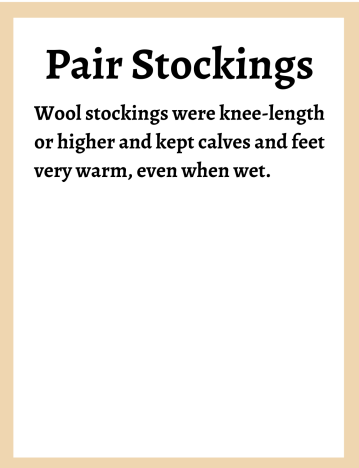 Pair Stockings
Wool stockings were knee-length
or higher and kept calves and feet
very warm, even when wet.